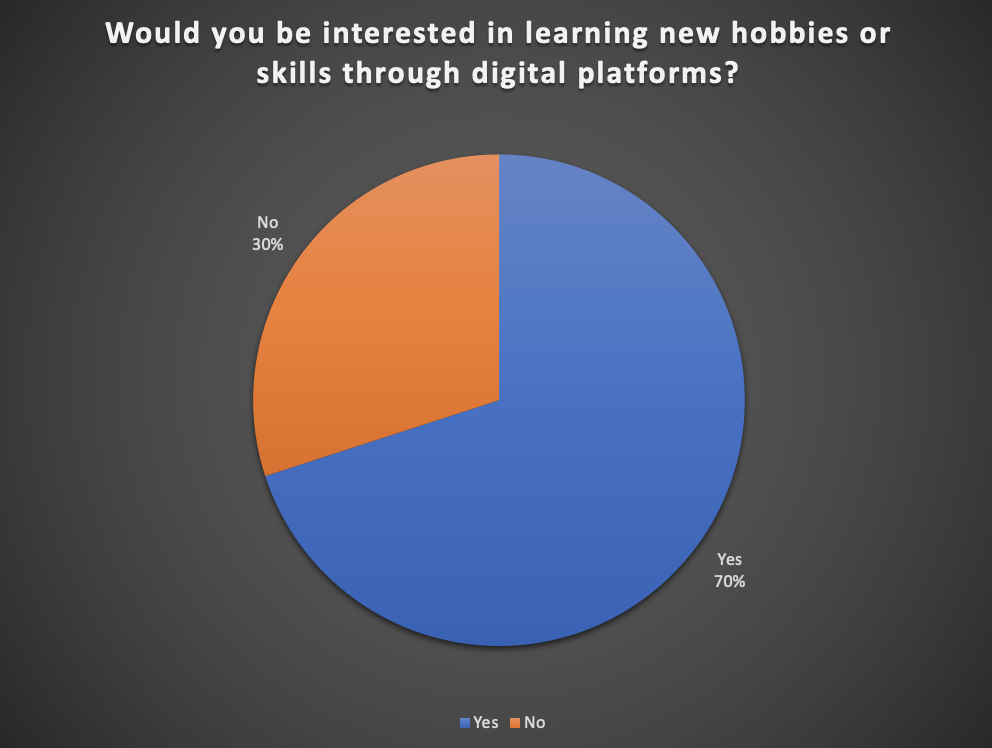 Would you be interested in learning new hobbies or
skills through digital platforms?
No
30%
Yes
70%
Yes No